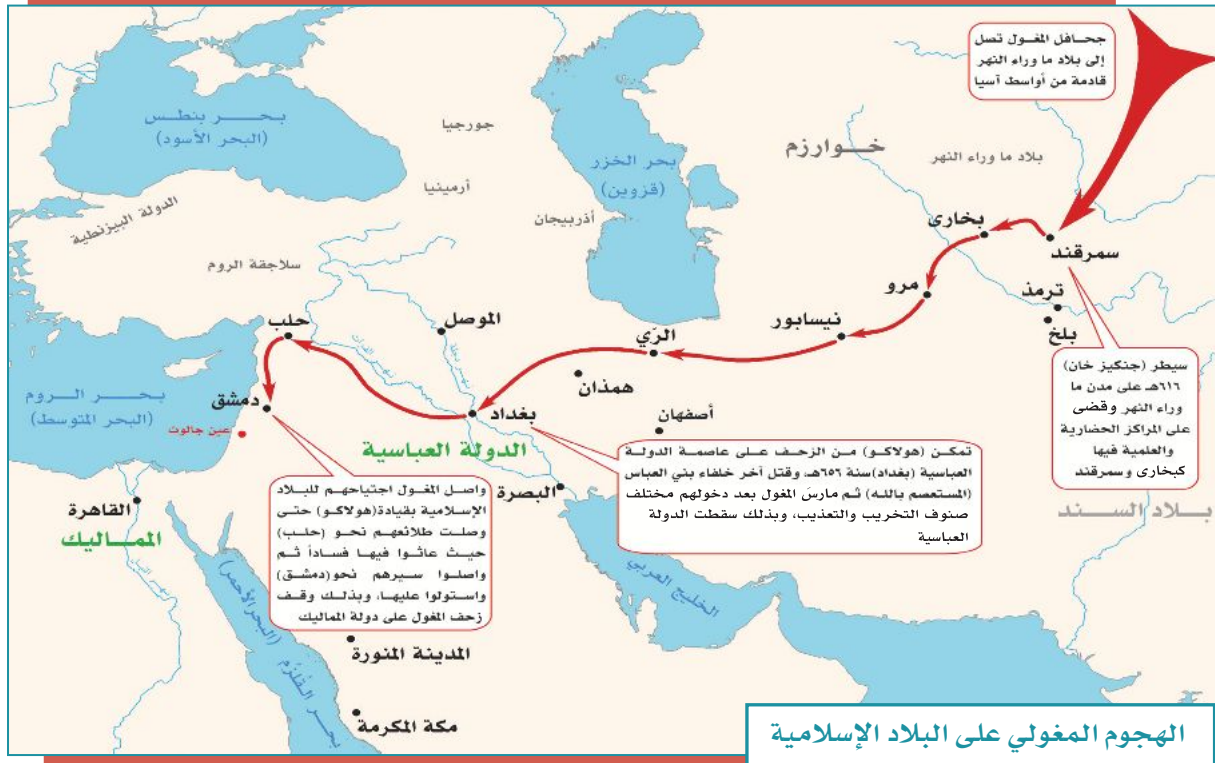 جحافل المغول تصل
إلى بلاد ما وراء النهر
قادمة من أواسط آسيا
بحر بنطس
(البحر الأسود)
جورجيا
أرمينيا
أذربيجان
بحر الخزر
(قزوين)
خوارزم
بلاد ما وراء النهر
الدولة البيزنطية
سلاجقة الروم
بخارى
سمرقند
مرو
ترمذ
بلخ
نيسابور
الرّي
همذان
أصفهان
الموصل
حلب
دمشق
بغداد
بحر الروم
(البحر المتوسط)
عين جالوت
الدولة العباسية
البصرة
القاهرة
المماليك
سيطر (جنكيز خان)
٦١٦هـ على مدن ما
وراء النهر وقضى
على المراكز الحضارية
والعلمية فيها
كبخارى وسمرقند
تمكن (هولاكو) من الزحف على عاصمة الدولة
العباسية (بغداد)سنة ٦٥٦هـ، وقتل آخر خلفاء بني العباس
(المستعصم بالله) ثم مارسَ المغول بعد دخولهم مختلف
صنوف التخريب والتعذيب، وبذلك سقطت الدولة
العباسية
واصل المغول اجتياحهم للبلاد
الإسلامية بقيادة(هولاكو) حتى
وصلت طلائعهم نحو (حلب)
حيث عاثوا فيها فساداً ثم
واصلوا سيرهم نحو(دمشق)
واستولوا عليها، وبذلك وقف
زحف المغول على دولة المماليك
بلاد السند
الخليج العربي
بحر القُلْزُم (البحر الأحمر)
المدينة المنورة
مكة المكرمة
الهجوم المغولي على البلاد الإسلامية